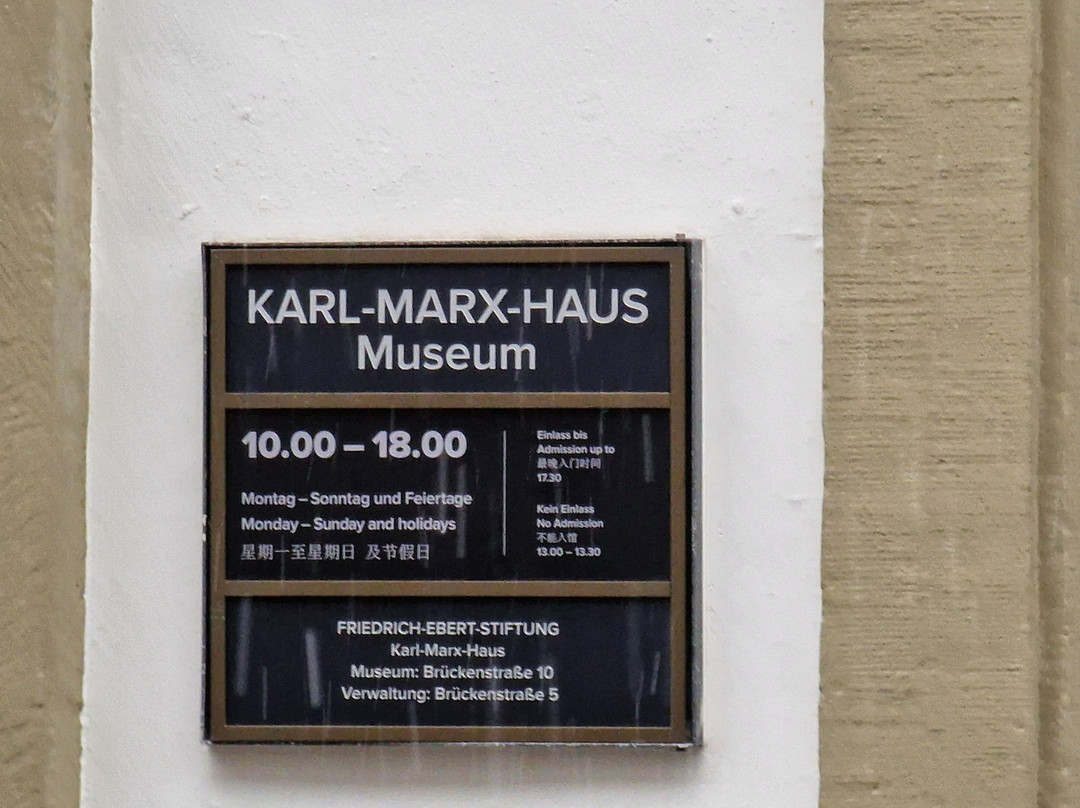 KARL-MARX-HAUS
Museum
10.00 – 18.00
Montag – Sonntag und Feiertage
Monday – Sunday and holidays
星期一至星期日 及节假日
Einlass bis
Admission up to
最晚入门时间
17.30
Kein Einlass
No Admission
不能入馆
13.00 – 13.30
FRIEDRICH-EBERT-STIFTUNG
Karl-Marx-Haus
Museum: Brückenstraße 10
Verwaltung: Brückenstraße 5